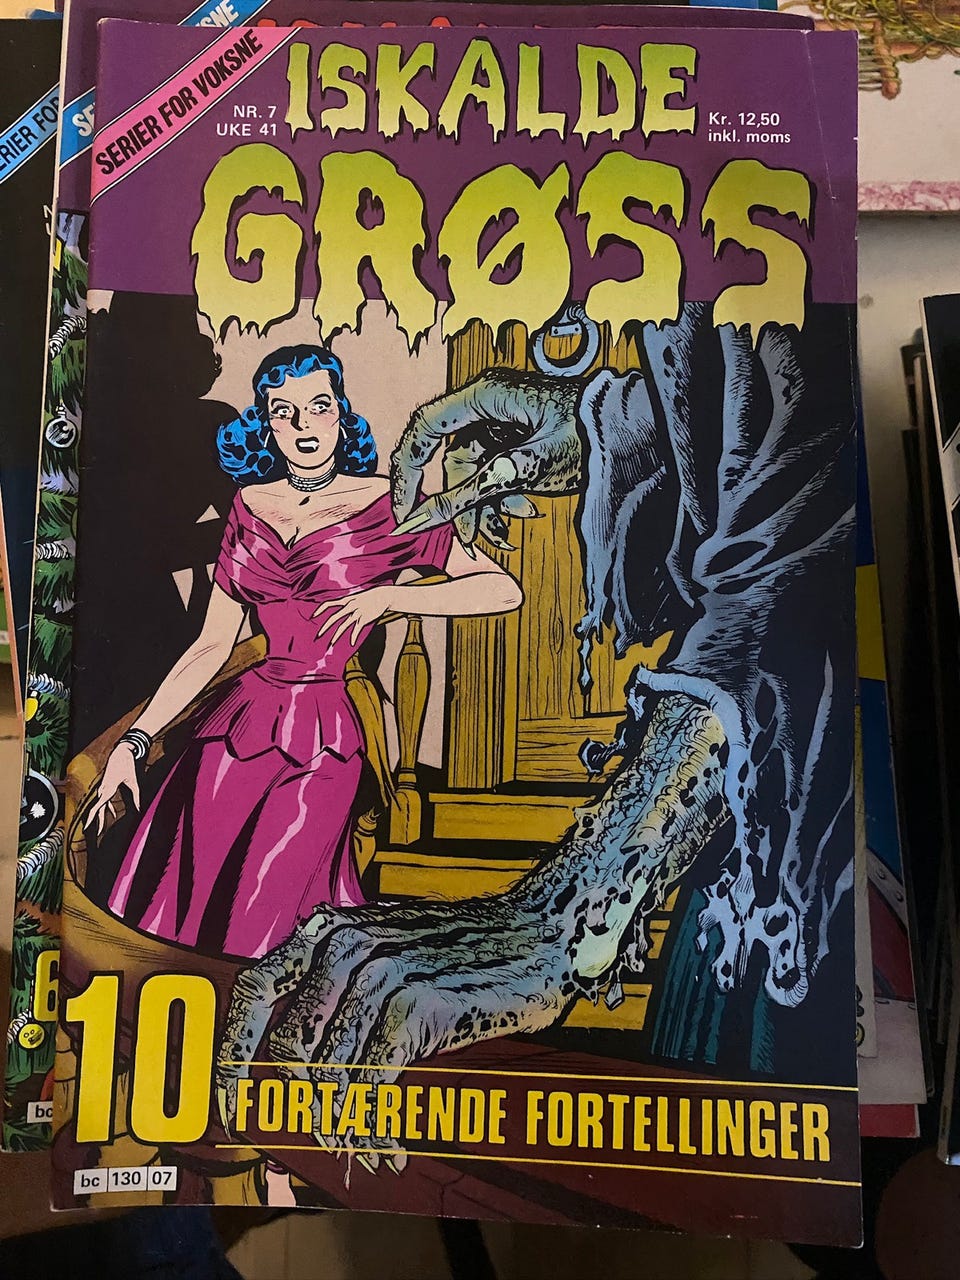 SERIER FOR VOKSNE
ISKALDE
NR. 7
UKE 41
Kr. 12,50
inkl. moms
GRØSS
10
FORTÆRENDE FORTELLINGER
bc 130 07